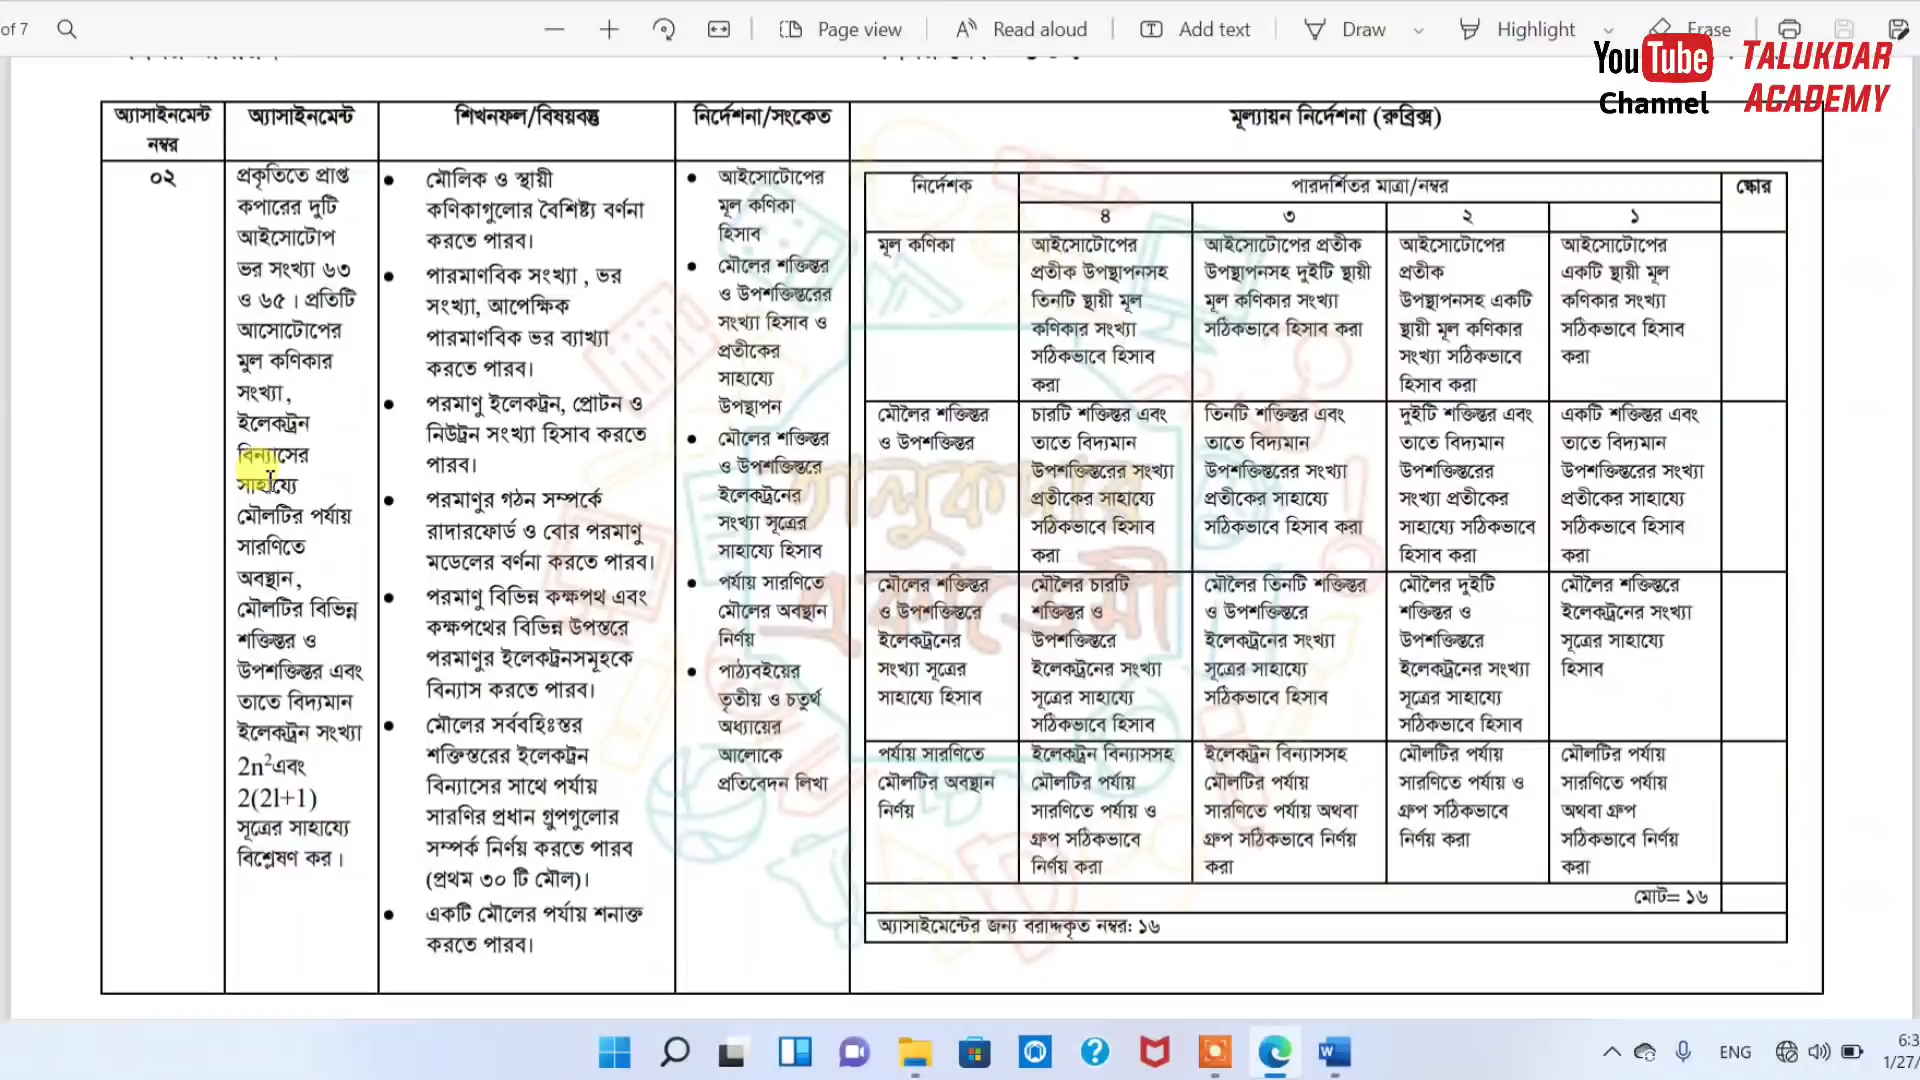 of 7
Page view
Read aloud
Add text
Draw
Highlight
Erase
YouTube
Channel
TALUKDAR
ACADEMY
অ্যাসাইনমেন্ট
নম্বর
অ্যাসাইনমেন্ট
শিখনফল/বিষয়বস্তু
নির্দেশনা/সংকেত
মূল্যায়ন নির্দেশনা (রুব্রিক্স)
০২
প্রকৃতিতে প্রাপ্ত
কপারের দুটি
আইসোটোপ
ভর সংখ্যা ৬৩
ও ৬৫ । প্রতিটি
আসোটোপের
মুল কণিকার
সংখ্যা,
ইলেকট্রন
বিন্যাসের
সাহায্যে
মৌলটির পর্যায়
সারণিতে
অবস্থান,
মৌলটির বিভিন্ন
শক্তিস্তর ও
উপশক্তিস্তর এবং
তাতে বিদ্যমান
ইলেকট্রন সংখ্যা
2n²এবং
2(2l+1)
সূত্রের সাহায্যে
বিশ্লেষণ কর।
মৌলিক ও স্থায়ী
কণিকাগুলোর বৈশিষ্ট্য বর্ণনা
করতে পারব।
পারমাণবিক সংখ্যা , ভর
সংখ্যা, আপেক্ষিক
পারমাণবিক ভর ব্যাখ্যা
করতে পারব।
পরমাণু ইলেকট্রন, প্রোটন ও
নিউট্রন সংখ্যা হিসাব করতে
পারব।
পরমাণুর গঠন সম্পর্কে
রাদারফোর্ড ও বোর পরমাণু
মডেলের বর্ণনা করতে পারব।
পরমাণু বিভিন্ন কক্ষপথ এবং
কক্ষপথের বিভিন্ন উপস্তরে
পরমাণুর ইলেকট্রনসমূহকে
বিন্যাস করতে পারব।
মৌলের সর্ববহিঃস্তর
শক্তিস্তরের ইলেকট্রন
বিন্যাসের সাথে পর্যায়
সারণির প্রধান গ্রুপগুলোর
সম্পর্ক নির্ণয় করতে পারব
(প্রথম ৩০ টি মৌল)।
একটি মৌলের পর্যায় শনাক্ত
করতে পারব।
আইসোটোপের
মূল কণিকা
হিসাব
মৌলের শক্তিস্তর
ও উপশক্তিস্তরের
সংখ্যা হিসাব ও
প্রতীকের
সাহায্যে
উপস্থাপন
মৌলের শক্তিস্তর
ও উপশক্তিস্তরে
ইলেকট্রনের
সংখ্যা সূত্রের
সাহায্যে হিসাব
পর্যায় সারণিতে
মৌলের অবস্থান
নির্ণয়
পাঠ্যবইয়ের
তৃতীয় ও চতুর্থ
অধ্যায়ের
আলোকে
প্রতিবেদন লিখা
নির্দেশক
পারদর্শিতর মাত্রা/নম্বর
স্কোর
৪
৩
২
১
মূল কণিকা
আইসোটোপের
প্রতীক উপস্থাপনসহ
তিনটি স্থায়ী মূল
কণিকার সংখ্যা
সঠিকভাবে হিসাব
করা
আইসোটোপের প্রতীক
উপস্থাপনসহ দুইটি স্থায়ী
মূল কণিকার সংখ্যা
সঠিকভাবে হিসাব করা
আইসোটোপের
প্রতীক
উপস্থাপনসহ একটি
স্থায়ী মূল কণিকার
সংখ্যা সঠিকভাবে
হিসাব করা
আইসোটোপের
একটি স্থায়ী মূল
কণিকার সংখ্যা
সঠিকভাবে হিসাব
করা
মৌলের শক্তিস্তর
ও উপশক্তিস্তর
চারটি শক্তিস্তর এবং
তাতে বিদ্যমান
উপশক্তিস্তরের সংখ্যা
প্রতীকের সাহায্যে
সঠিকভাবে হিসাব
করা
তিনটি শক্তিস্তর এবং
তাতে বিদ্যমান
উপশক্তিস্তরের সংখ্যা
প্রতীকের সাহায্যে
সঠিকভাবে হিসাব করা
দুইটি শক্তিস্তর এবং
তাতে বিদ্যমান
উপশক্তিস্তরের
সংখ্যা প্রতীকের
সাহায্যে সঠিকভাবে
হিসাব করা
একটি শক্তিস্তর এবং
তাতে বিদ্যমান
উপশক্তিস্তরের সংখ্যা
প্রতীকের সাহায্যে
সঠিকভাবে হিসাব
করা
মৌলের শক্তিস্তর
ও উপশক্তিস্তরে
ইলেকট্রনের
সংখ্যা সূত্রের
সাহায্যে হিসাব
মৌলের চারটি
শক্তিস্তর ও
উপশক্তিস্তরে
ইলেকট্রনের সংখ্যা
সূত্রের সাহায্যে
সঠিকভাবে হিসাব
মৌলের তিনটি শক্তিস্তর
ও উপশক্তিস্তরে
ইলেকট্রনের সংখ্যা
সূত্রের সাহায্যে
সঠিকভাবে হিসাব
মৌলের দুইটি
শক্তিস্তর ও
উপশক্তিস্তরে
ইলেকট্রনের সংখ্যা
সূত্রের সাহায্যে
সঠিকভাবে হিসাব
মৌলের শক্তিস্তরে
ইলেকট্রনের সংখ্যা
সূত্রের সাহায্যে
হিসাব
পর্যায় সারণিতে
মৌলটির অবস্থান
নির্ণয়
ইলেকট্রন বিন্যাসসহ
মৌলটির পর্যায়
সারণিতে পর্যায় ও
গ্রুপ সঠিকভাবে
নির্ণয় করা
ইলেকট্রন বিন্যাসসহ
মৌলটির পর্যায়
সারণিতে পর্যায় অথবা
গ্রুপ সঠিকভাবে নির্ণয়
করা
মৌলটির পর্যায়
সারণিতে পর্যায় ও
গ্রুপ সঠিকভাবে
নির্ণয় করা
মৌলটির পর্যায়
সারণিতে পর্যায়
অথবা গ্রুপ
সঠিকভাবে নির্ণয়
করা
মোট= ১৬
অ্যাসাইমেন্টের জন্য বরাদ্দকৃত নম্বর: ১৬
তালুকদার
একাডেমী
ENG
6:3
1/27/